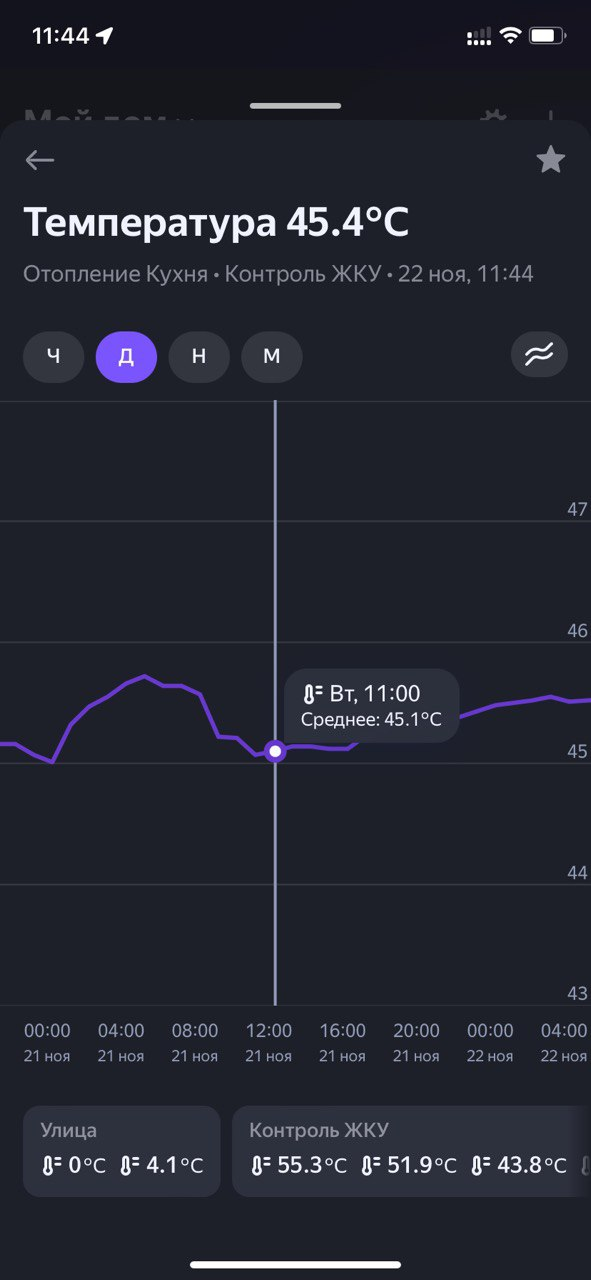 11:44
Мой дом
Температура 45.4°C
Отопление Кухня • Контроль ЖКУ • 22 ноя, 11:44
Ч Д Н М
47
46
Вт, 11:00
Среднее: 45.1°C
45
44
43
00:00 04:00 08:00 12:00 16:00 20:00 00:00 04:00
21 ноя 21 ноя 21 ноя 21 ноя 21 ноя 21 ноя 22 ноя 22 ноя
Улица
0°C 4.1°C
Контроль ЖКУ
55.3°C 51.9°C 43.8°C